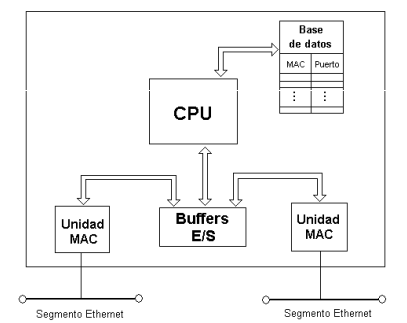 Base
de datos
MAC Puerto
CPU
Buffers
E/S
Unidad
MAC
Unidad
MAC
Segmento Ethernet
Segmento Ethernet